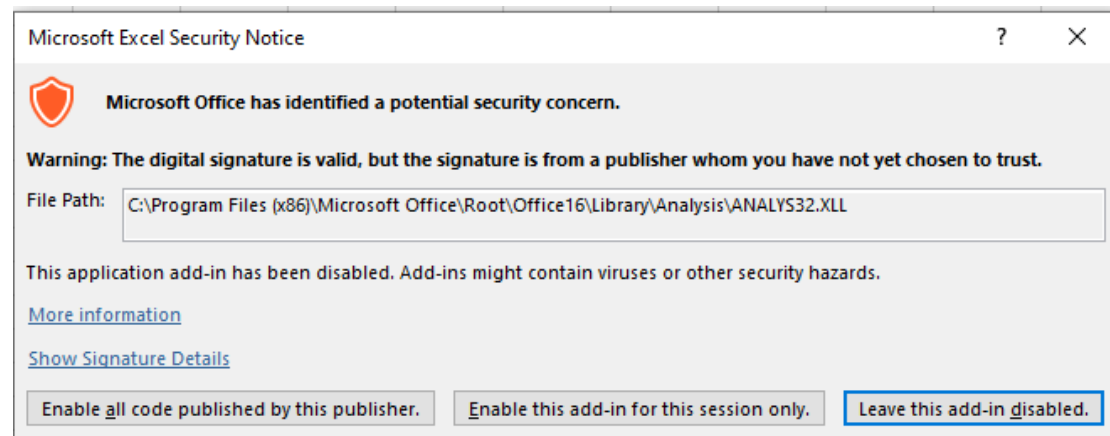 Microsoft Excel Security Notice ?
Microsoft Office has identified a potential security concern.
Warning: The digital signature is valid, but the signature is from a publisher whom you have not yet chosen to trust.
File Path: C:\Program Files (x86)\Microsoft Office\Root\Office16\Library\Analysis\ANALYS32.XLL
This application add-in has been disabled. Add-ins might contain viruses or other security hazards.
More information
Show Signature Details
Enable all code published by this publisher. Enable this add-in for this session only. Leave this add-in disabled.